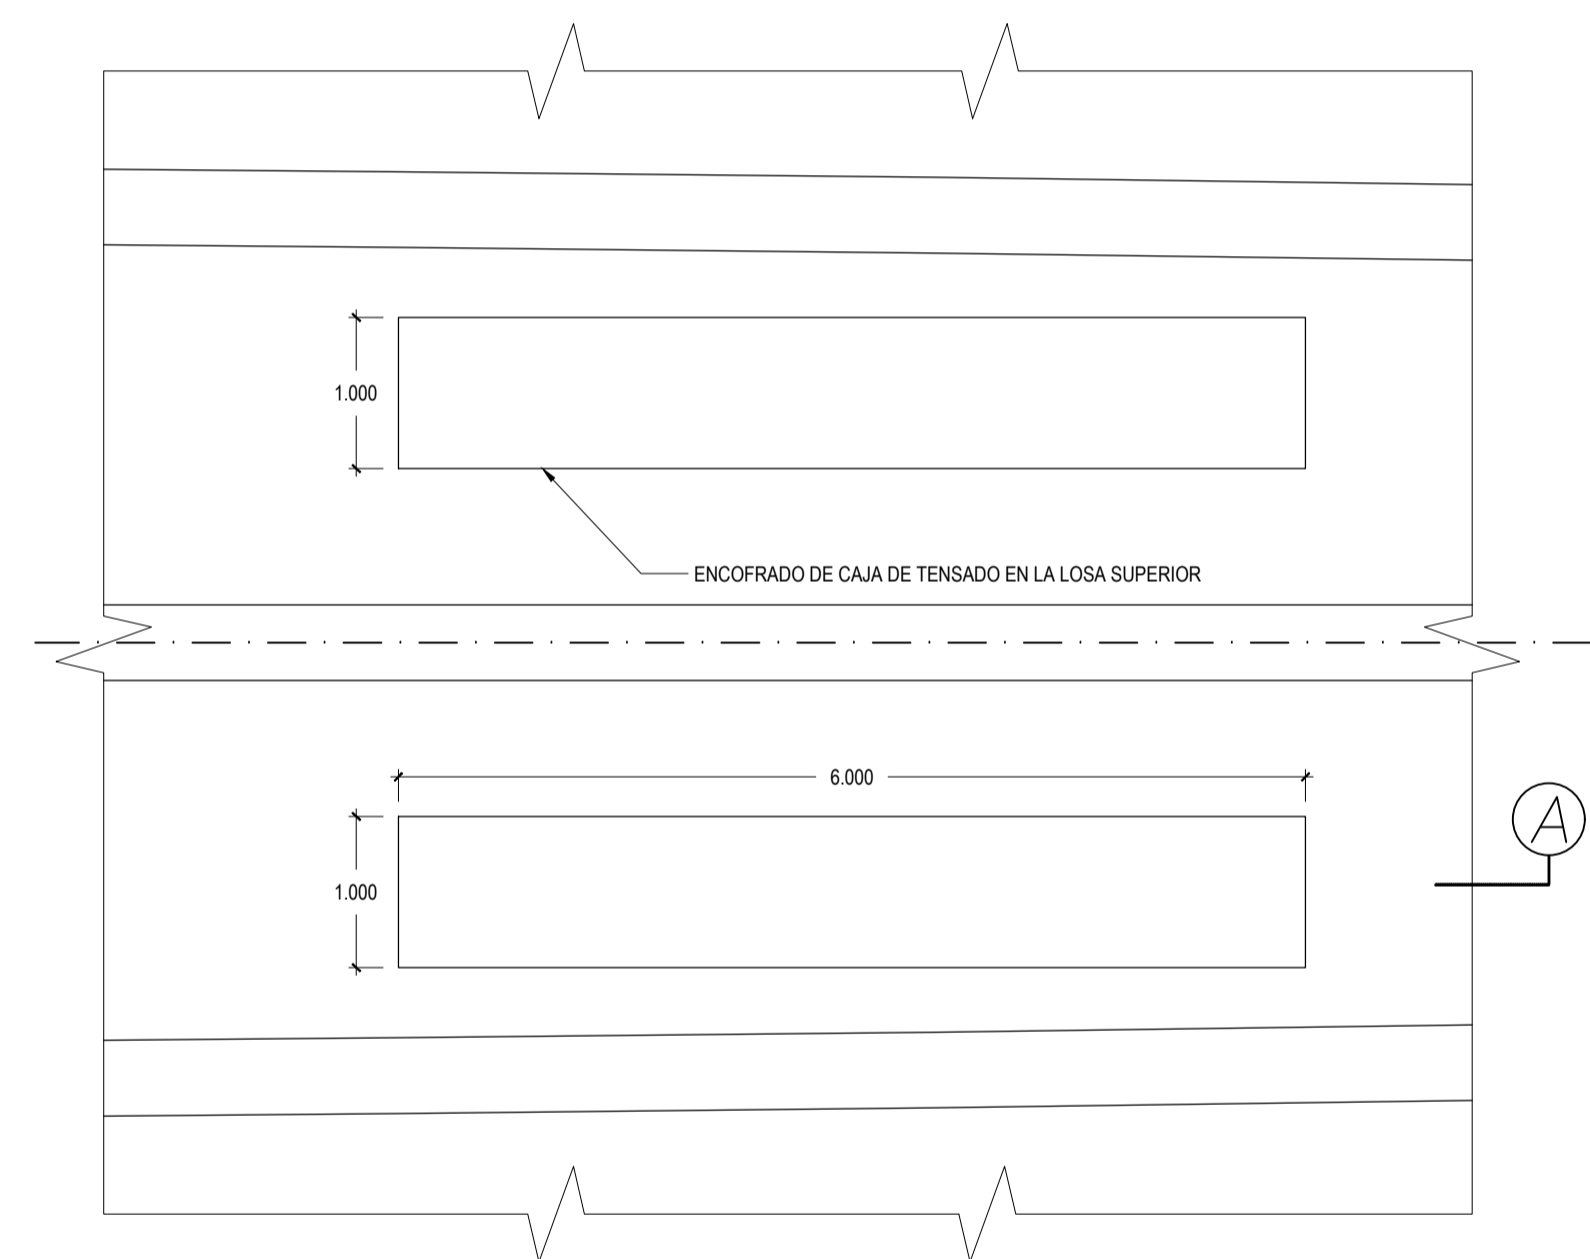 1.000
ENCOFRADO DE CAJA DE TENSADO EN LA LOSA SUPERIOR
6.000
A
1.000